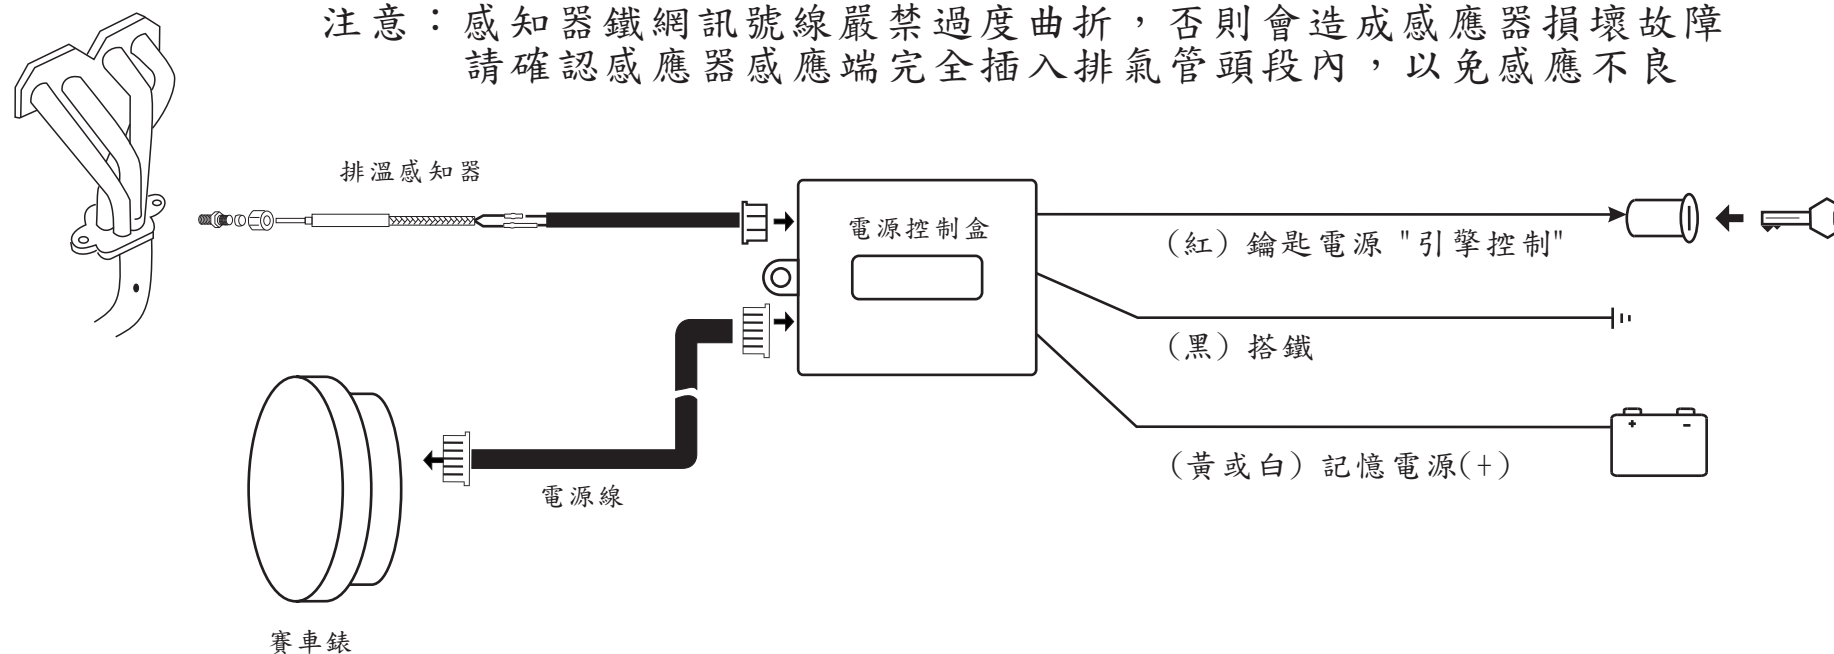 注意：感知器鐵網訊號線嚴禁過度曲折，否則會造成感應器損壞故障
請確認感應器感應端完全插入排氣管頭段內，以免感應不良
排溫感知器
電源控制盒
(紅) 鑰匙電源 "引擎控制"
(黑) 搭鐵
+ -
(黃或白) 記憶電源(+)
電源線
賽車錶